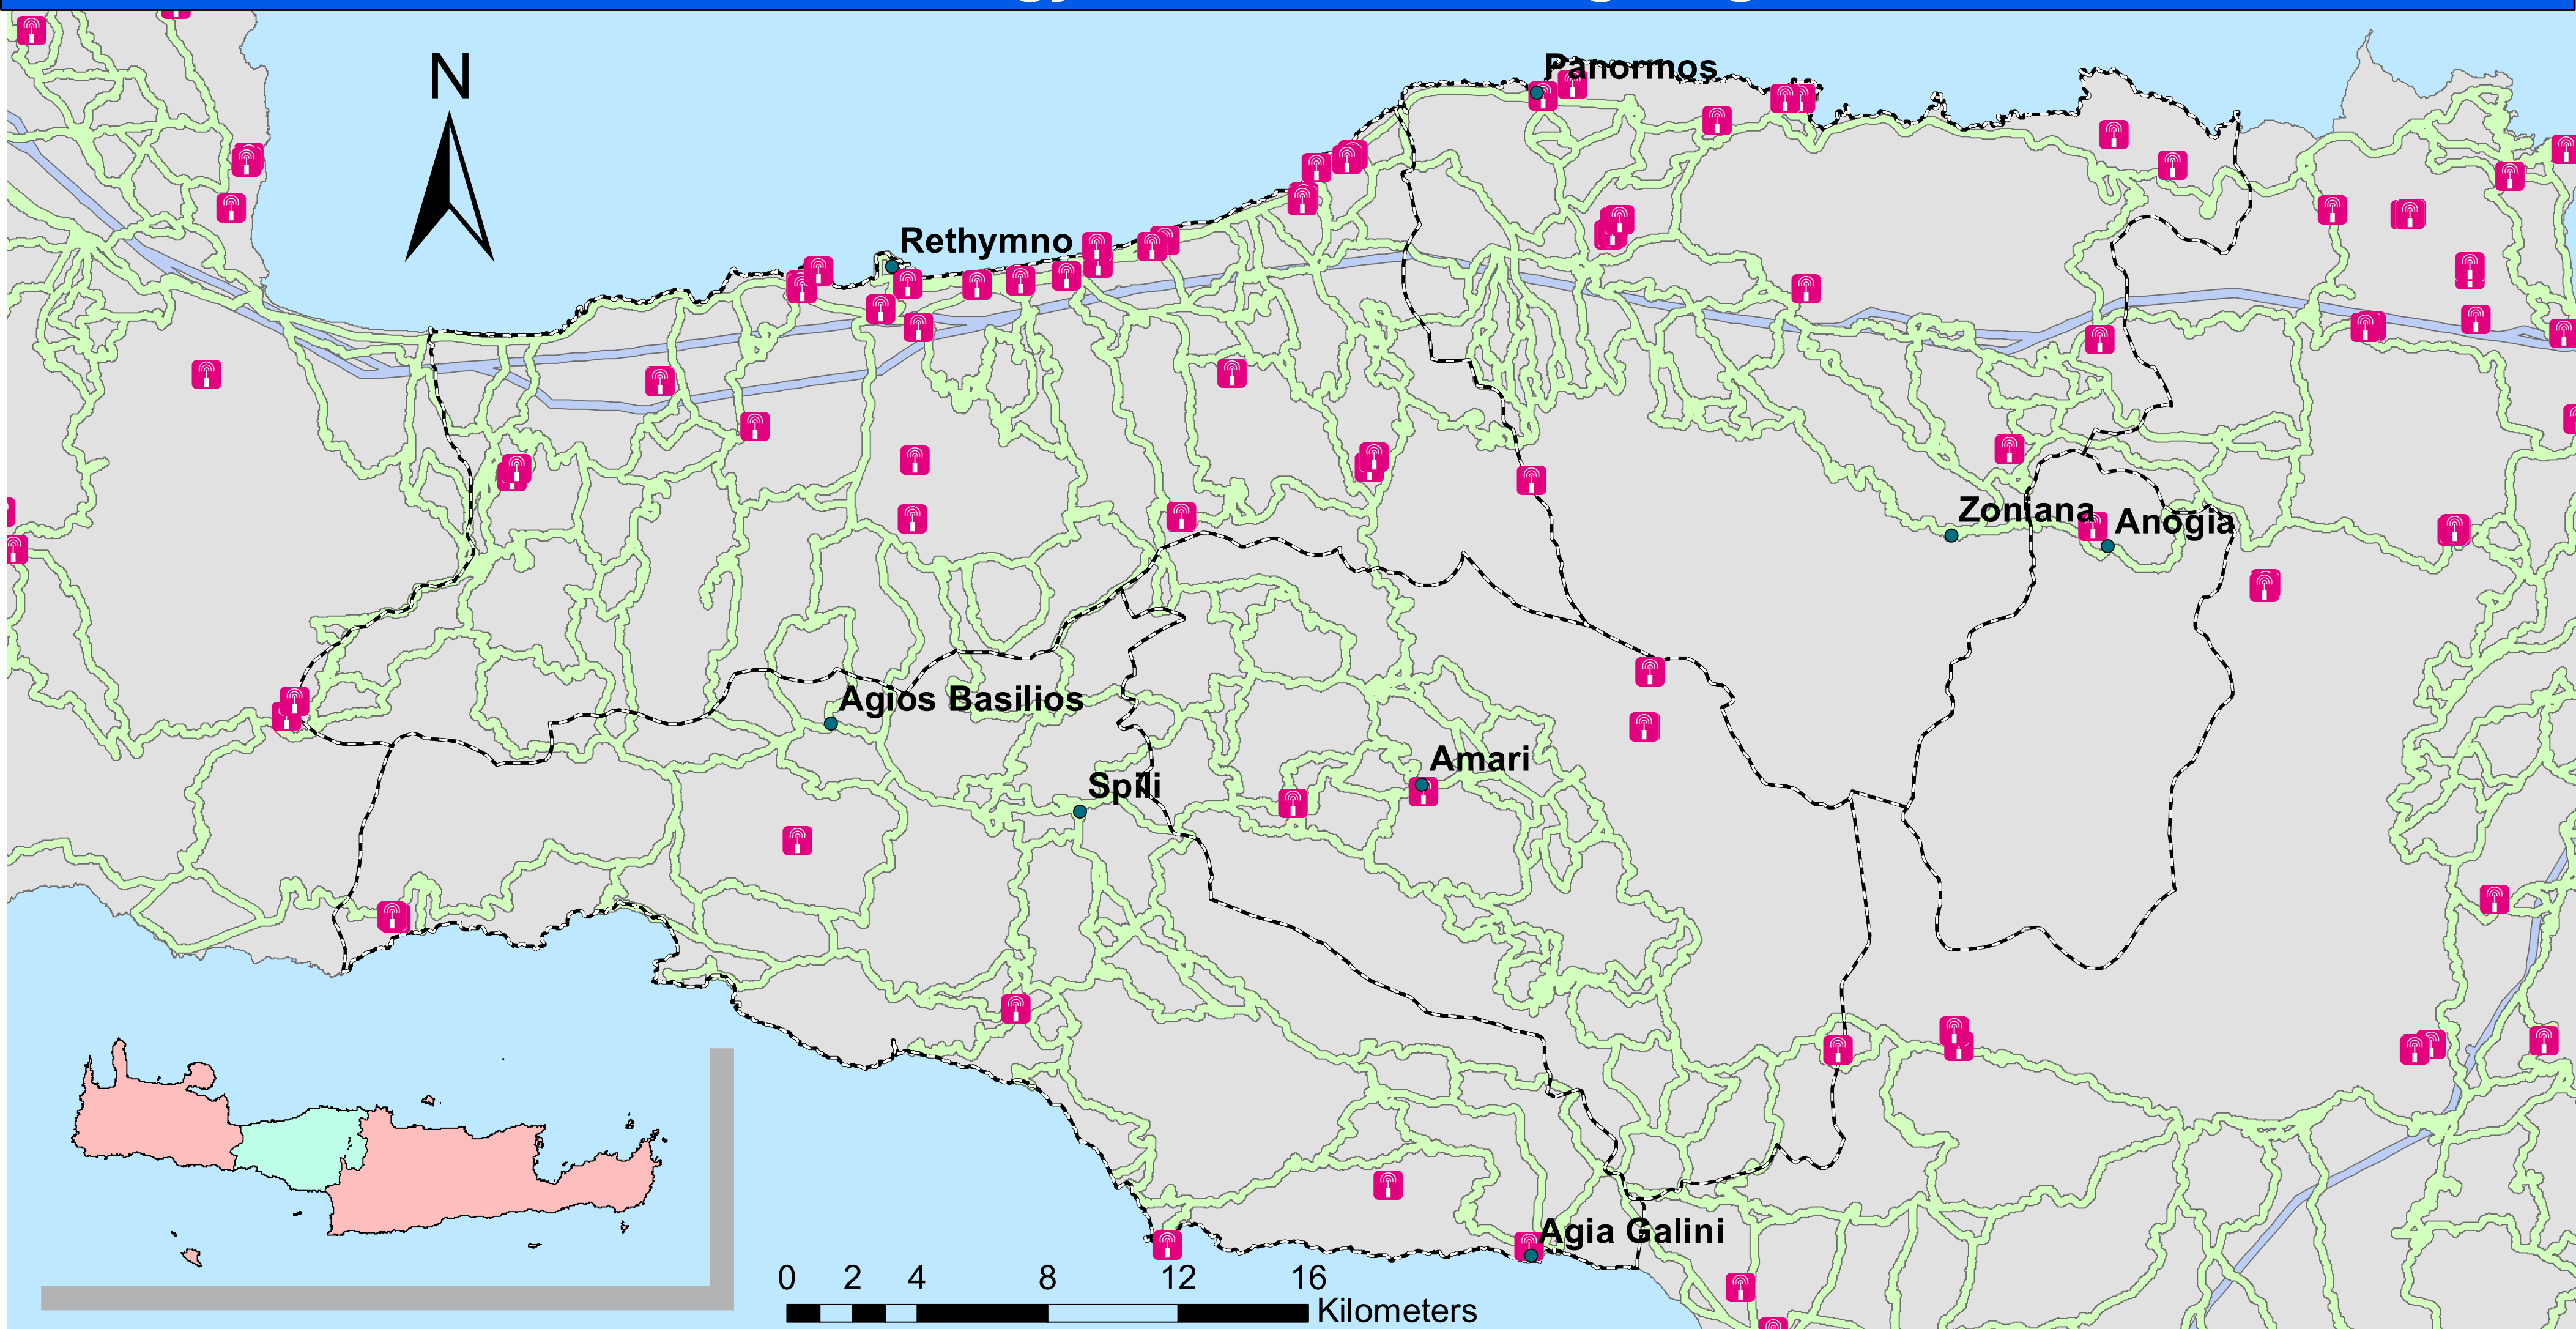 N
Panormos
Rethymno
Zoniana
Anogia
Agios Basilios
Amari
Spili
Agia Galini
0 2 4 8 12 16
Kilometers